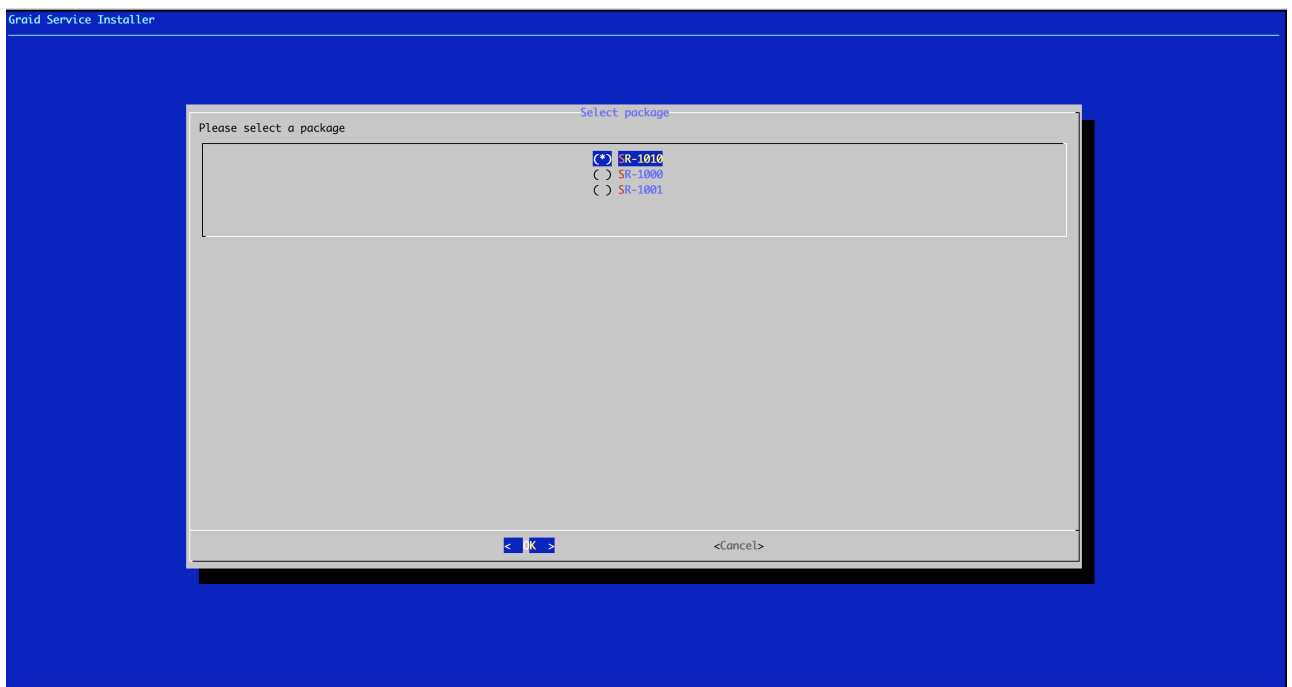 Graid Service Installer
Select package
Please select a package
(*) SR-1010
( ) SR-1000
( ) SR-1001
< OK > <Cancel>